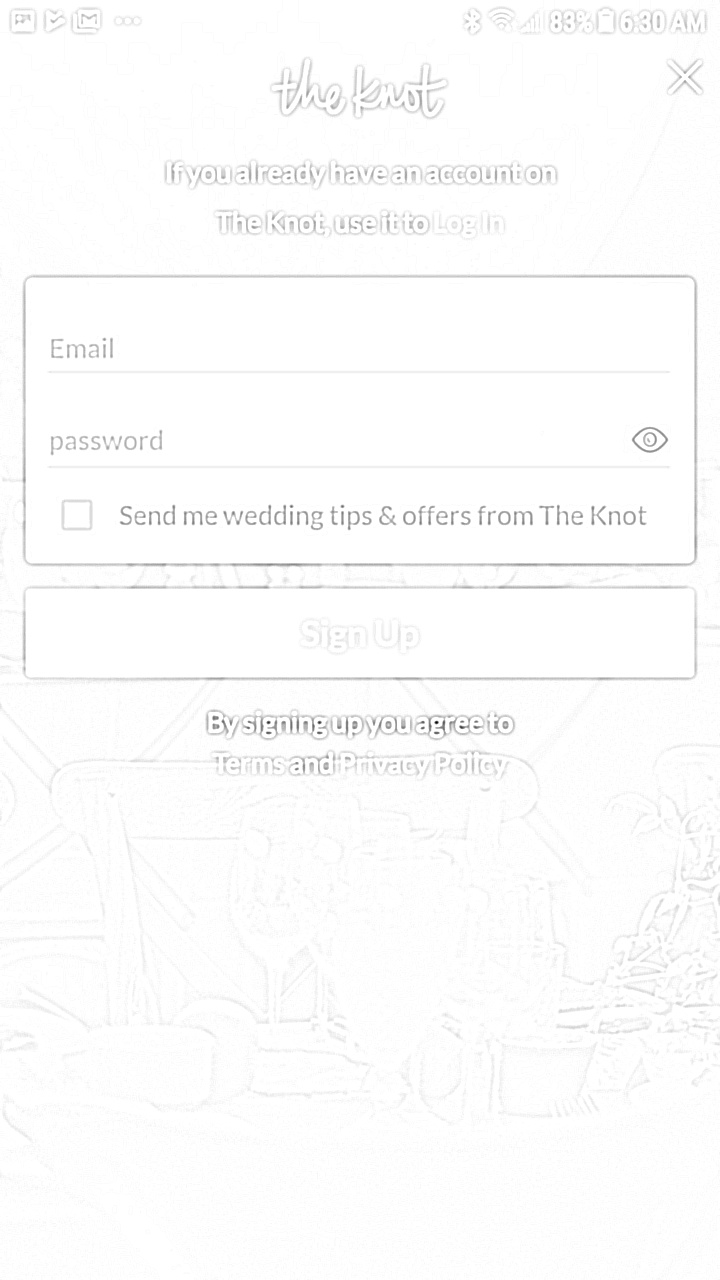 83% 6:30 AM
the knot
If you already have an account on
The Knot, use it to Log In
Email
password
Send me wedding tips & offers from The Knot
Sign Up
By signing up you agree to
Terms and Privacy Policy